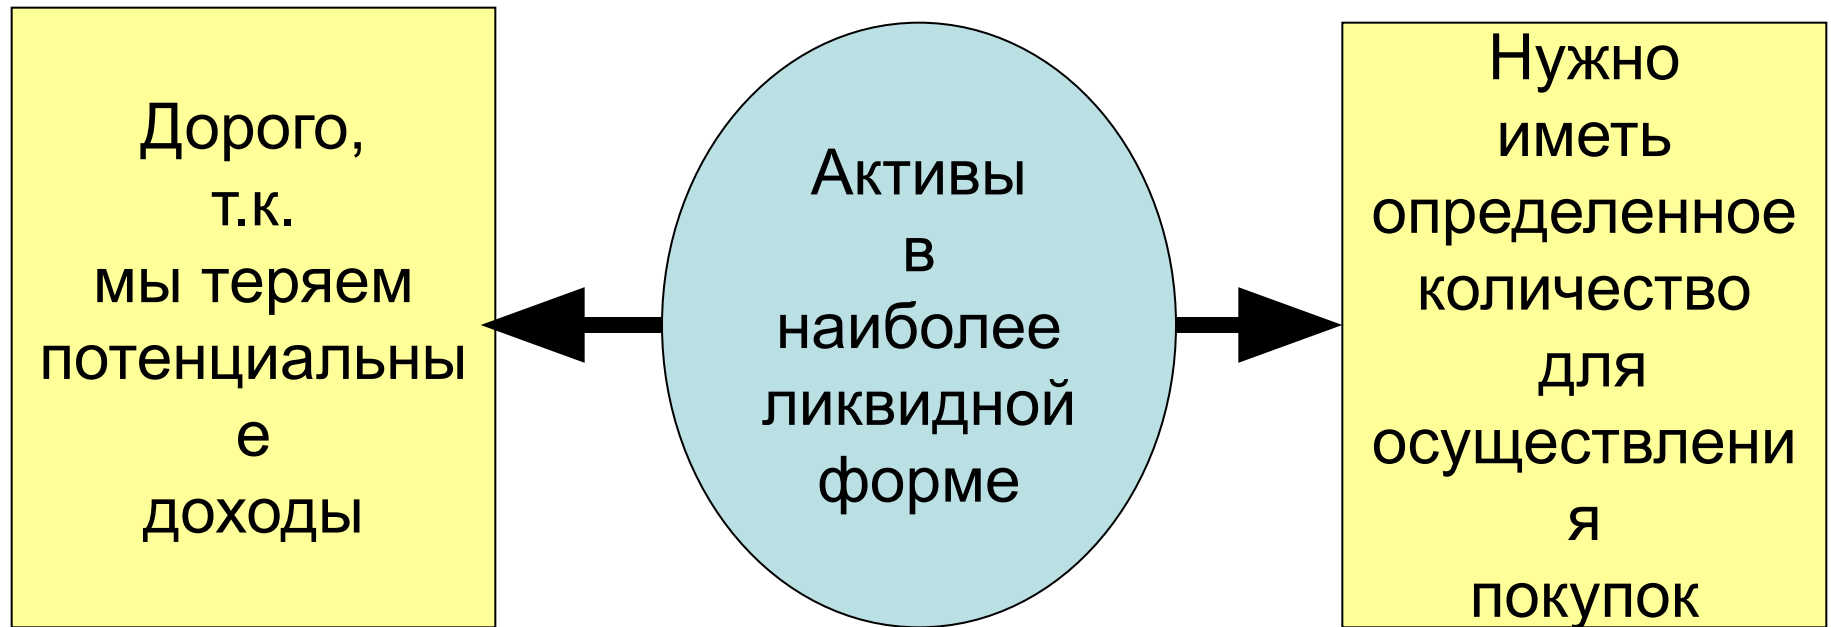 Дорого,
т.к.
мы теряем
потенциальны
е
доходы
Активы
в
наиболее
ликвидной
форме
Нужно
иметь
определенное
количество
для
осуществлени
я
покупок